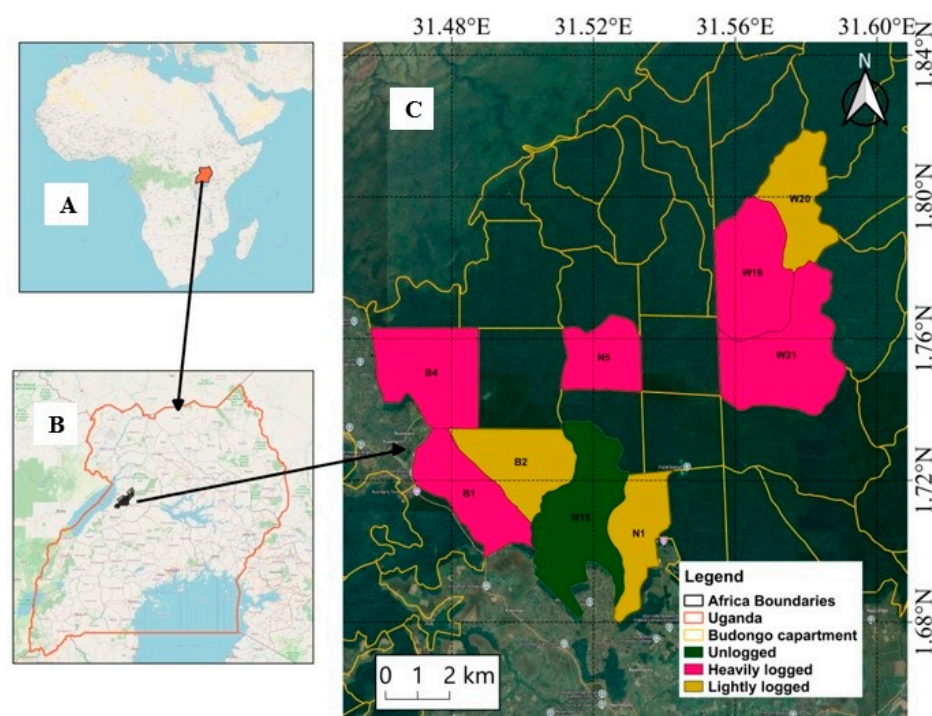 31.48°E 31.52°E 31.56°E 31.60°E
A
B
C
N
1.84°N
1.80°N
1.76°N
1.72°N
1.68°N
W20
W19
W21
N5
B4
B2
B1
N15
N1
Legend
Africa Boundaries
Uganda
Budongo capartment
Unlogged
Heavily logged
Lightly logged
0 1 2 km